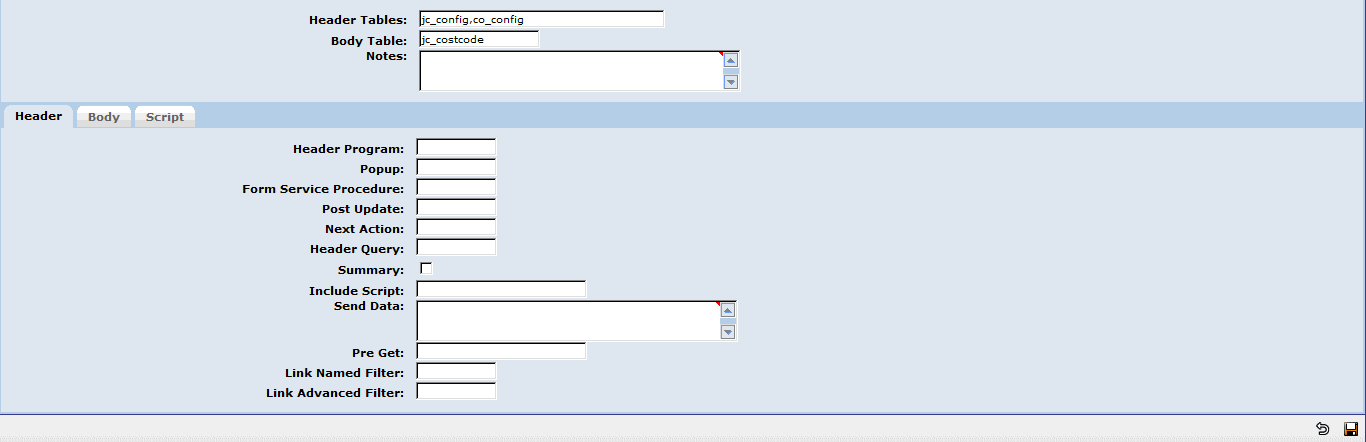 Header Tables: jc_config,co_config
Body Table: jc_costcode
Notes:
Header Body Script
Header Program:
Popup:
Form Service Procedure:
Post Update:
Next Action:
Header Query:
Summary:
Include Script:
Send Data:
Pre Get:
Link Named Filter:
Link Advanced Filter: